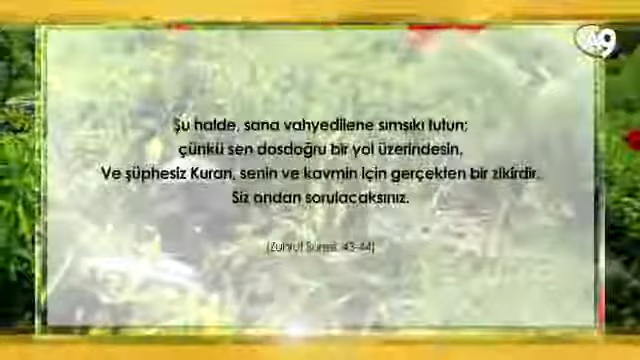 A9
Şu halde, sana vahyedilene sımsıkı tutun;
çünkü sen dosdoğru bir yol üzerindesin.
Ve şüphesiz Kuran, senin ve kavmin için gerçekten bir zikirdir.
Siz ondan sorulacaksınız.
(Zuhruf Suresi, 43-44)